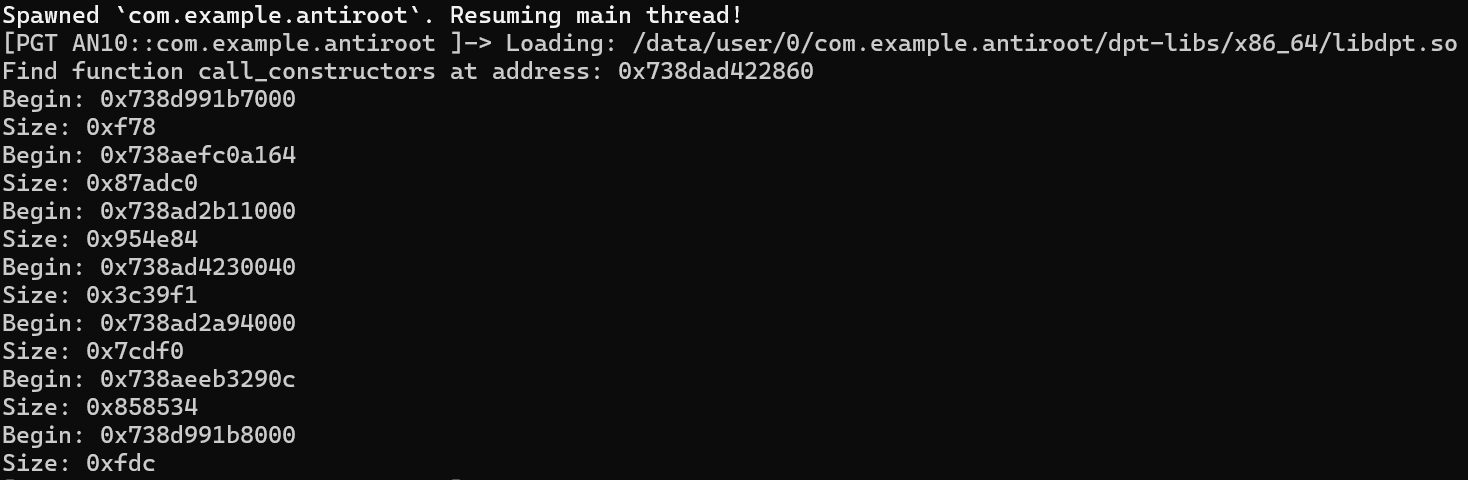 Spawned `com.example.antiroot`. Resuming main thread!
[PGT AN10::com.example.antiroot ]-> Loading: /data/user/0/com.example.antiroot/dpt-libs/x86_64/libdpt.so
Find function call_constructors at address: 0x738dad422860
Begin: 0x738d991b7000
Size: 0xf78
Begin: 0x738aefc0a164
Size: 0x87adc0
Begin: 0x738ad2b11000
Size: 0x954e84
Begin: 0x738ad4230040
Size: 0x3c39f1
Begin: 0x738ad2a94000
Size: 0x7cdf0
Begin: 0x738aeeb3290c
Size: 0x858534
Begin: 0x738d991b8000
Size: 0xfdc